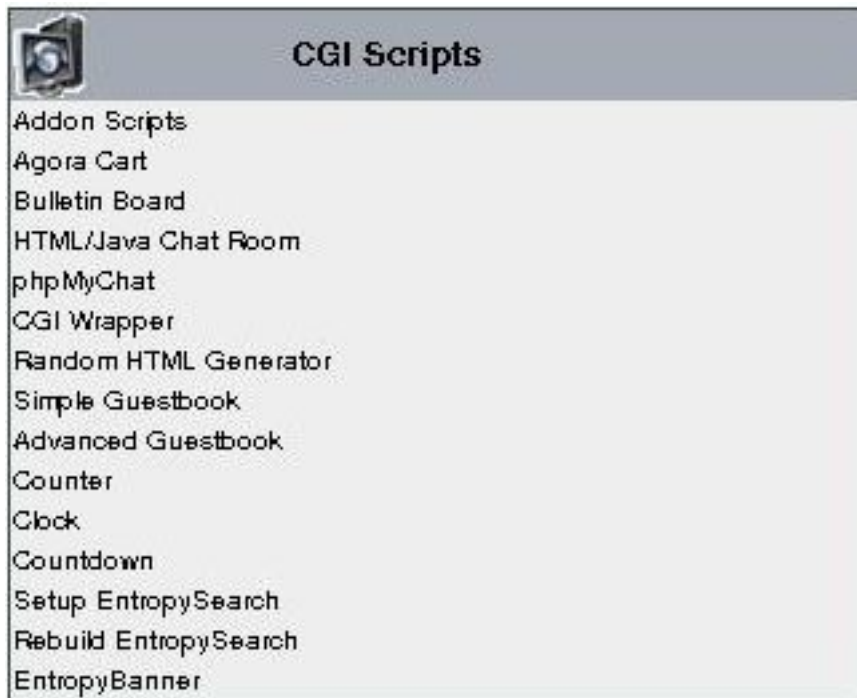 CGI Scripts
Addon Scripts
Agora Cart
Bulletin Board
HTML/Java Chat Room
phpMyChat
CGI Wrapper
Random HTML Generator
Simple Guestbook
Advanced Guestbook
Counter
Clock
Countdown
Setup EntropySearch
Rebuild EntropySearch
EntropyBanner